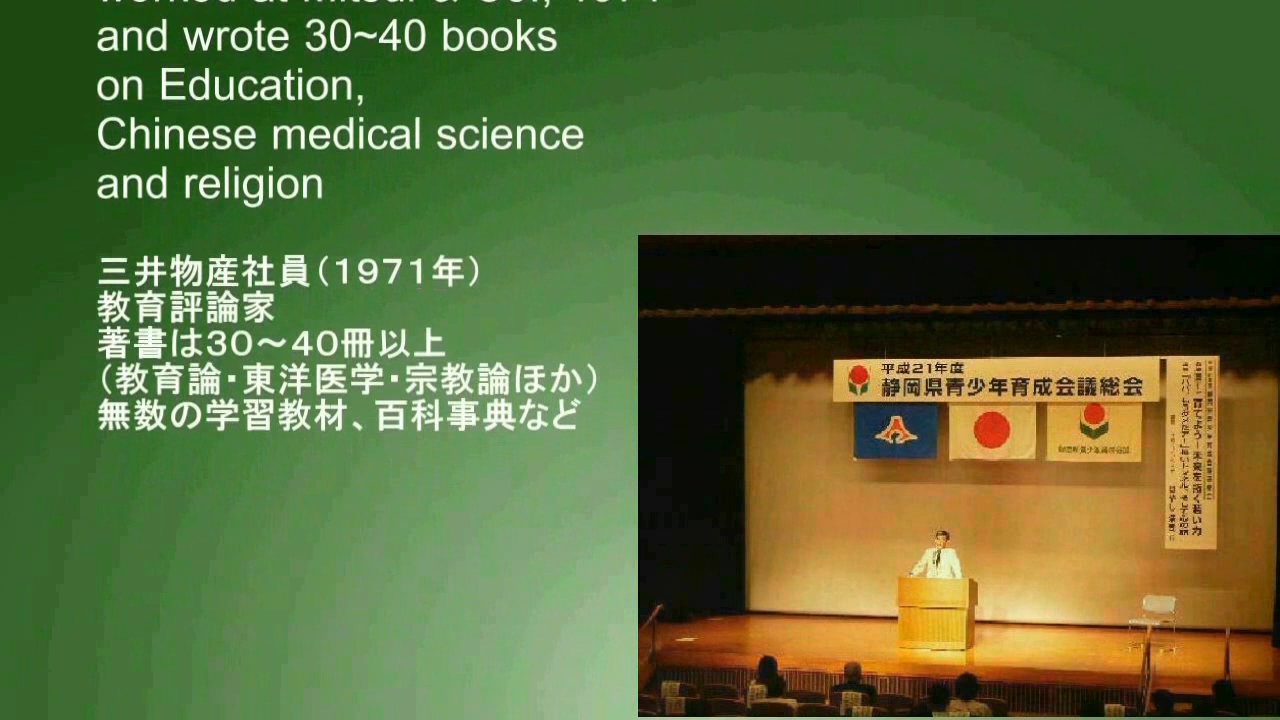 and wrote 30~40 books
on Education,
Chinese medical science
and religion
三井物産社員（１９７１年）
教育評論家
著書は３０～４０冊以上
（教育論・東洋医学・宗教論ほか）
無数の学習教材、百科事典など
平成21年度
静岡県青少年育成会議総会